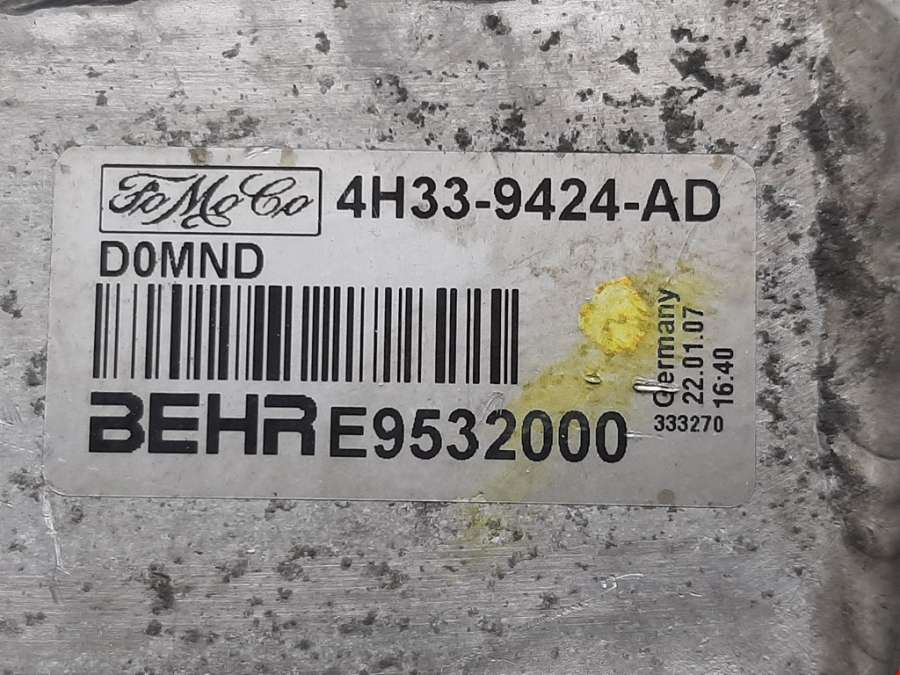 FoMoCo 4H33-9424-AD
D0MND
BEHR E9532000
Germany
22.01.07
16:40
333270